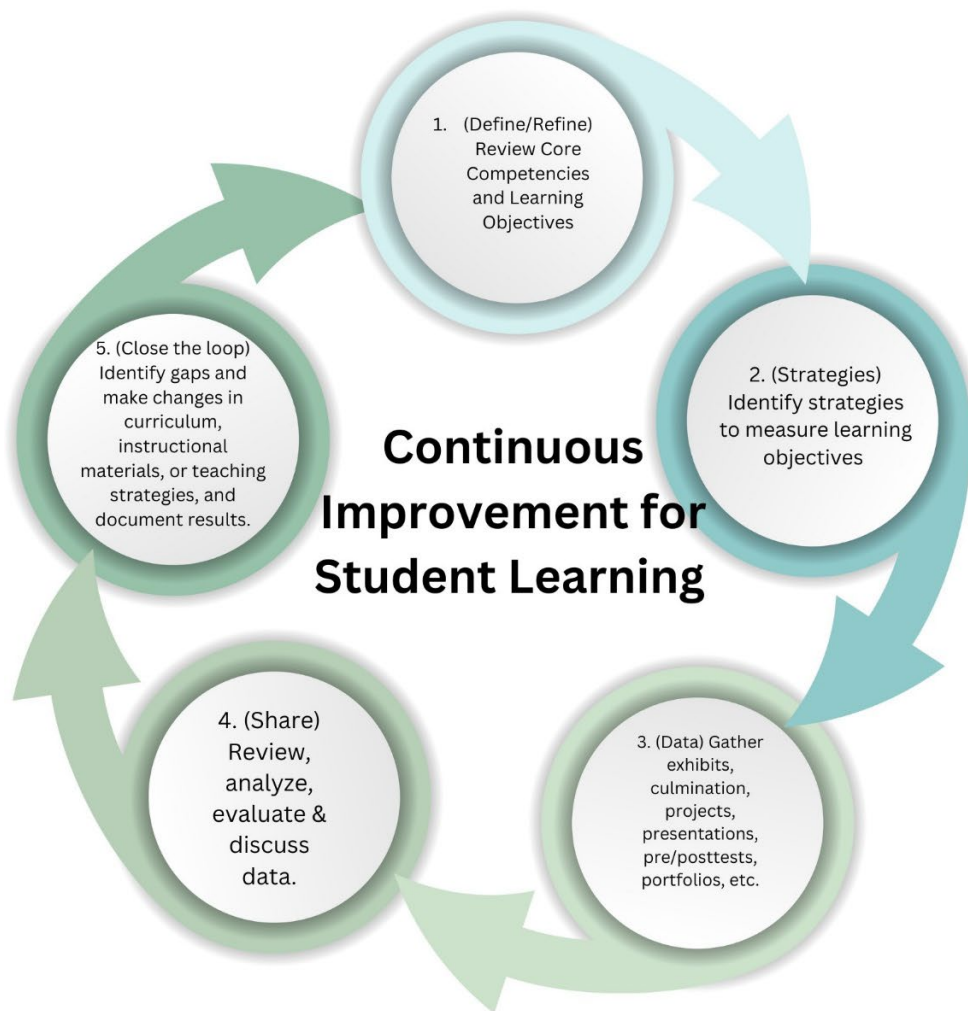 1. (Define/Refine)
Review Core
Competencies
and Learning
Objectives
2. (Strategies)
Identify strategies
to measure learning
objectives
3. (Data) Gather
exhibits,
culmination,
projects,
presentations,
pre/posttests,
portfolios, etc.
4. (Share)
Review,
analyze,
evaluate &
discuss
data.
5. (Close the loop)
Identify gaps and
make changes in
curriculum,
instructional
materials, or teaching
strategies, and
document results.
Continuous
Improvement for
Student Learning